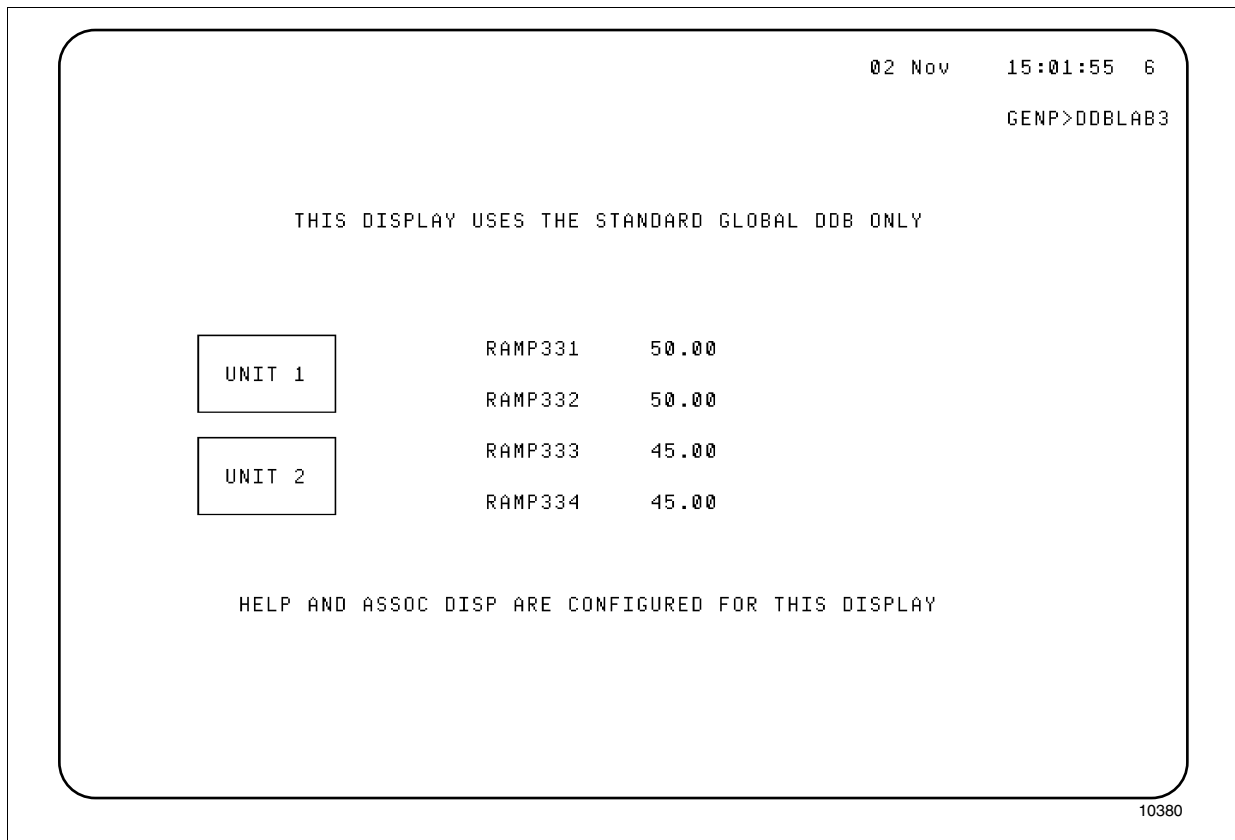 02 Nov 15:01:55 6
GENP>DDBLAB3
THIS DISPLAY USES THE STANDARD GLOBAL DDB ONLY
UNIT 1
RAMP331 50.00
RAMP332 50.00
UNIT 2
RAMP333 45.00
RAMP334 45.00
HELP AND ASSOC DISP ARE CONFIGURED FOR THIS DISPLAY
10380